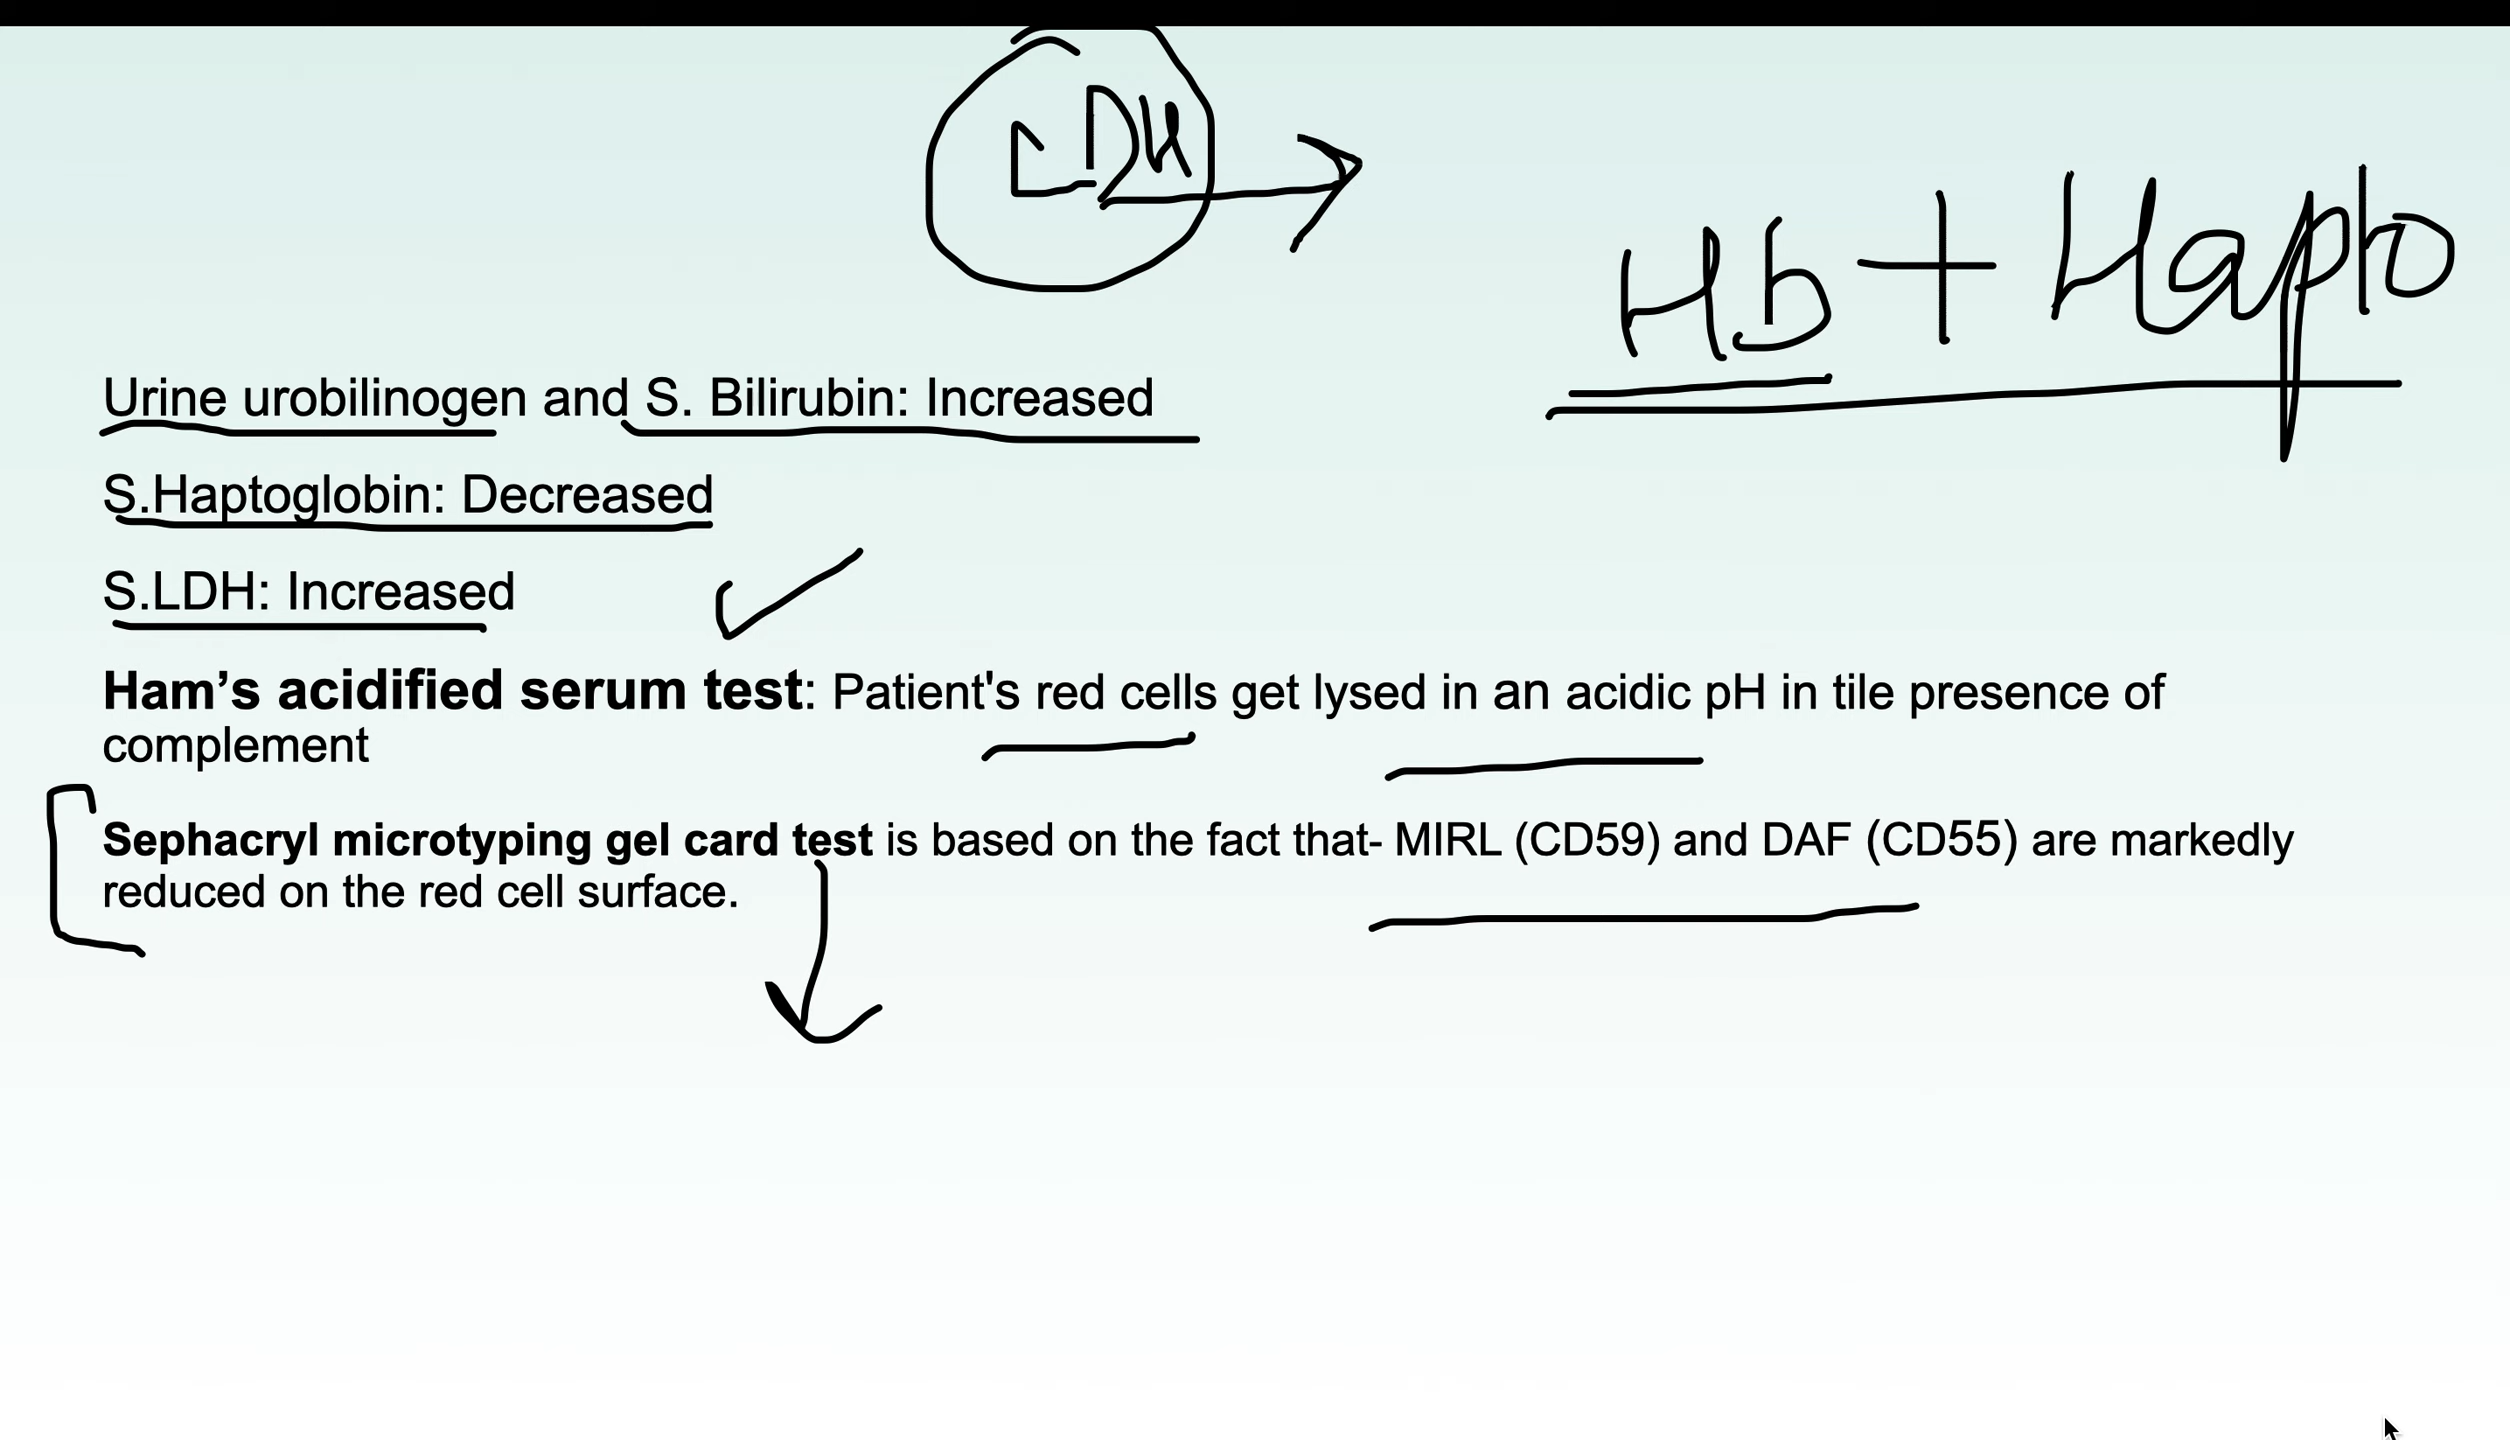 LDH
Hb + Hapto
Urine urobilinogen and S. Bilirubin: Increased
S.Haptoglobin: Decreased
S.LDH: Increased
Ham’s acidified serum test: Patient's red cells get lysed in an acidic pH in tile presence of
complement
Sephacryl microtyping gel card test is based on the fact that- MIRL (CD59) and DAF (CD55) are markedly
reduced on the red cell surface.